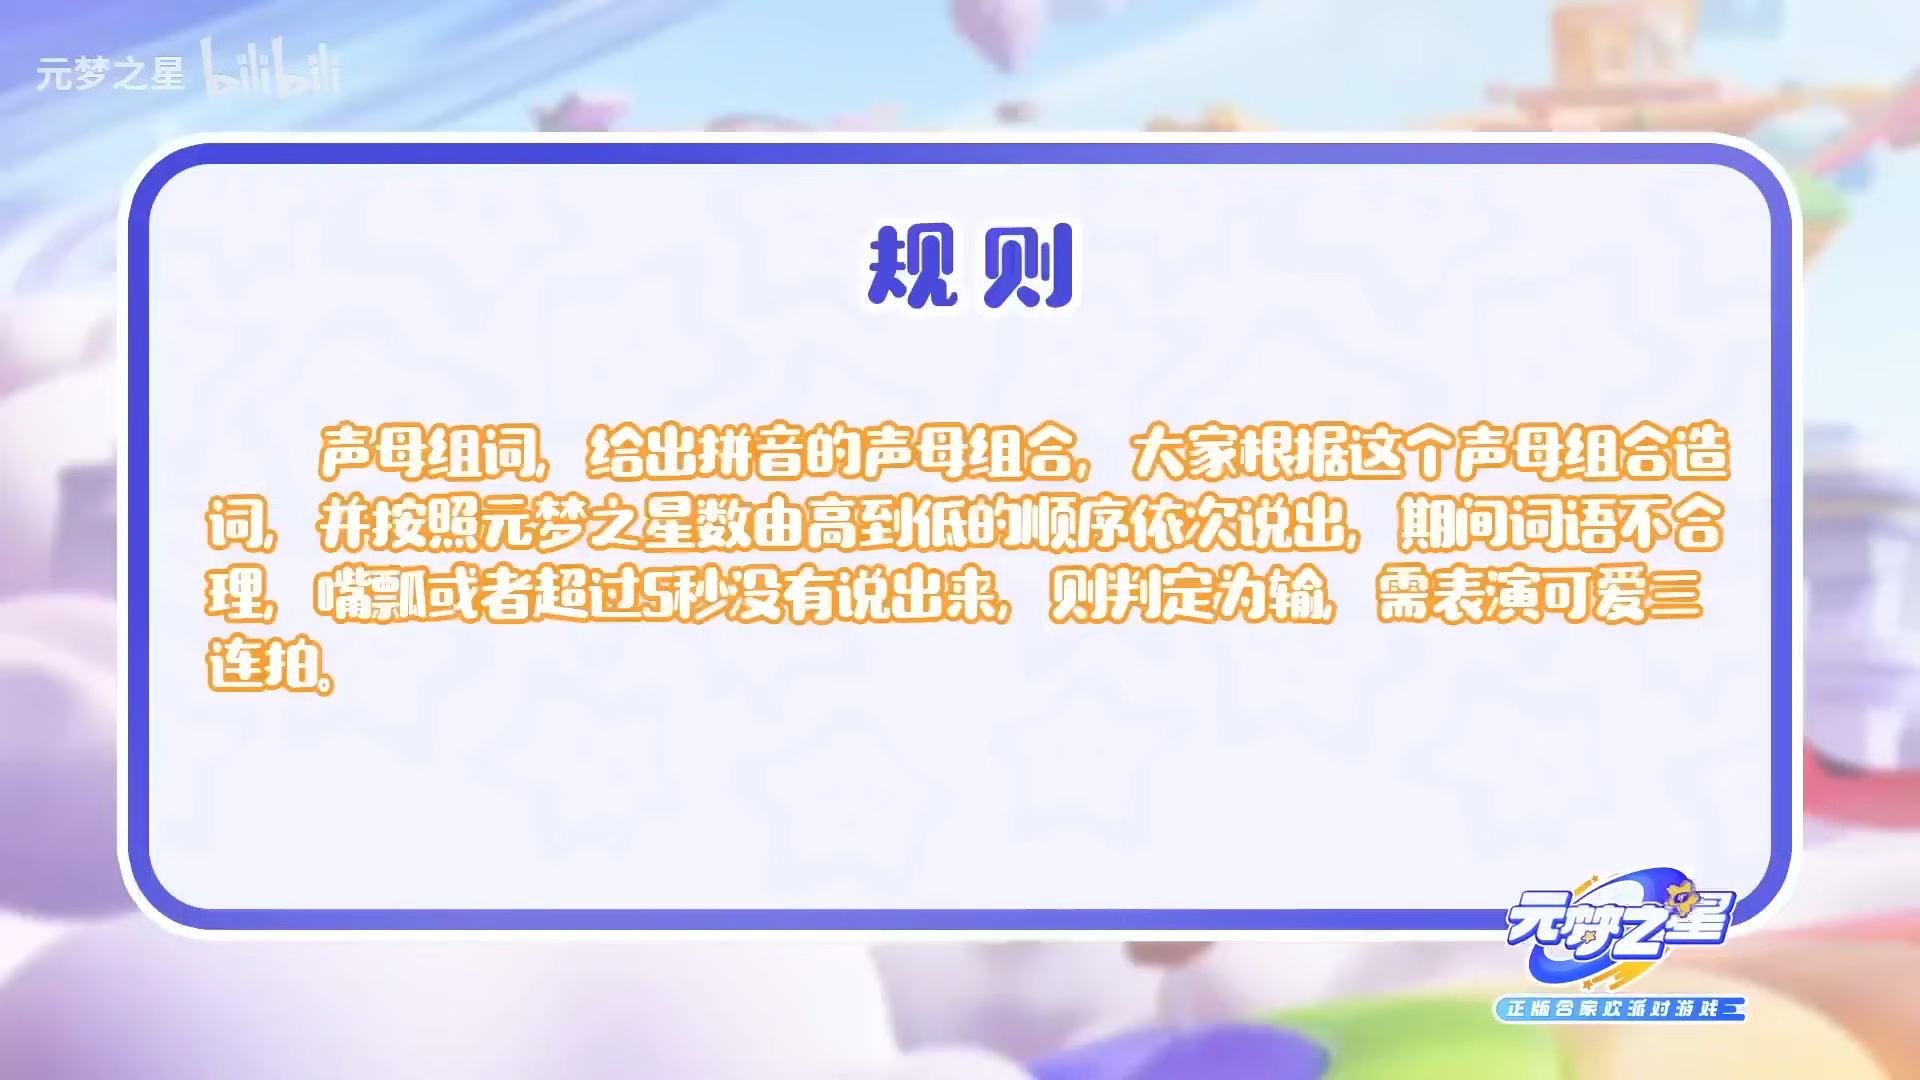 元梦之星 bilibili
规则
声母组词，给出拼音的声母组合，大家根据这个声母组合造
词，并按照元梦之星数由高到低的顺序依次说出，期间词语不合
理，嘴瓢或者超过5秒没有说出来，则判定为输，需表演可爱三
连拍。
元梦之星
正版合家欢派对游戏